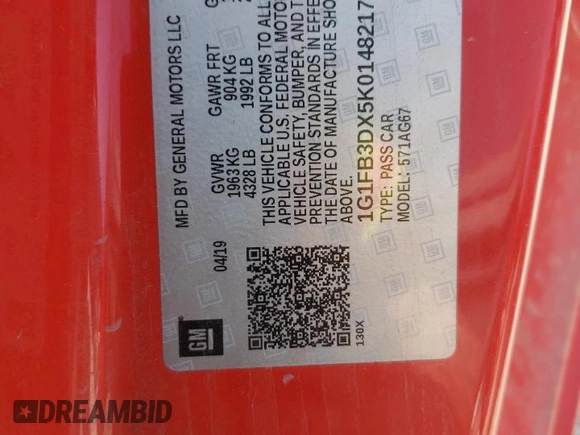 MFD BY GENERAL MOTORS LLC
04/19
GVWR
1963 KG
4328 LB
GAWR FRT
904 KG
1992 LB
THIS VEHICLE CONFORMS TO ALL
APPLICABLE U.S. FEDERAL MOTOR
VEHICLE SAFETY, BUMPER, AND T
PREVENTION STANDARDS IN EFFE
THE DATE OF MANUFACTURE SHO
ABOVE.
1G1FB3DX5K0148217
TYPE: PASS CAR
MODEL: 571AG67
GM
130X
DREAMBID